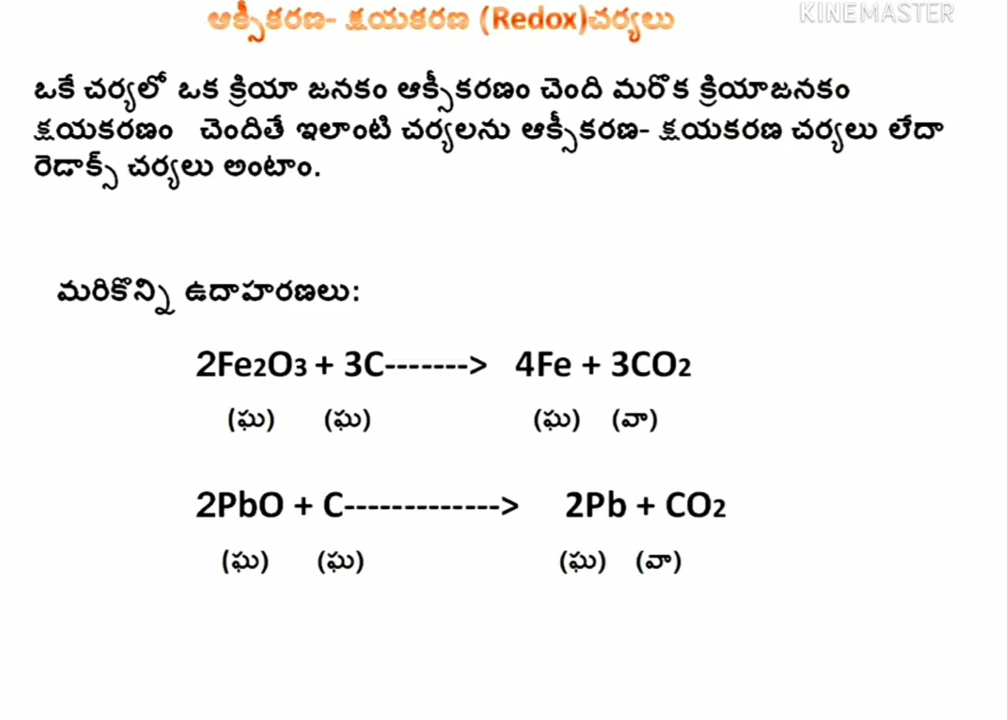 ఆక్సీకరణ- క్షయకరణ (Redox)చర్యలు
KINEMASTER
ఒకే చర్యలో ఒక క్రియా జనకం ఆక్సీకరణం చెంది మరొక క్రియాజనకం
క్షయకరణం చెందితే ఇలాంటి చర్యలను ఆక్సీకరణ- క్షయకరణ చర్యలు లేదా
రెడాక్స్ చర్యలు అంటాం.
మరికొన్ని ఉదాహరణలు:
2Fe2O3 + 3C-------> 4Fe + 3CO2
(ఘ) (ఘ) (ఘ) (వా)
2PbO + C-------------> 2Pb + CO2
(ఘ) (ఘ) (ఘ) (వా)